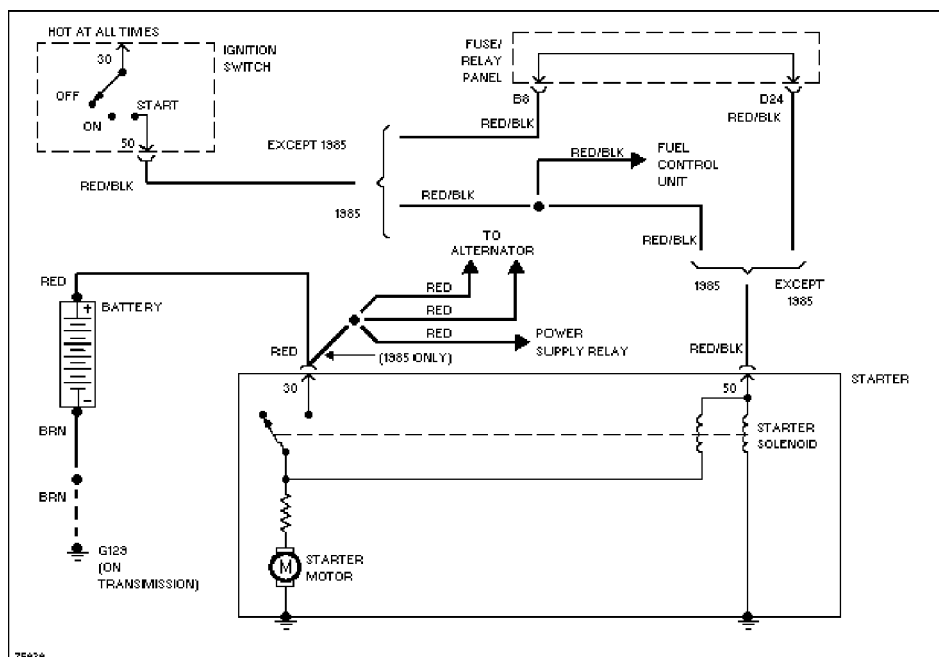 HOT AT ALL TIMES
30
IGNITION
SWITCH
OFF
START
ON
50
RED/BLK
EXCEPT 1985
1985
FUSE/
RELAY
PANEL
B8
D24
RED/BLK
RED/BLK
RED/BLK
FUEL
CONTROL
UNIT
RED/BLK
RED/BLK
1985
EXCEPT
1985
TO
ALTERNATOR
RED
RED
RED
POWER
SUPPLY RELAY
(1985 ONLY)
RED
BATTERY
+
-
BRN
BRN
G129
(ON
TRANSMISSION)
RED
30
RED/BLK
50
STARTER
STARTER
SOLENOID
M
STARTER
MOTOR